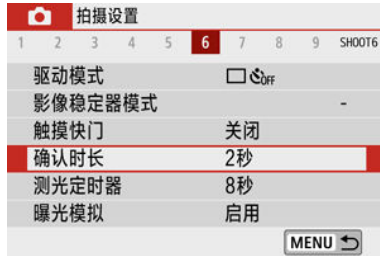 拍摄设置
1 2 3 4 5 6 7 8 9 SHOOT6
驱动模式 OFF
影像稳定器模式 -
触摸快门 关闭
确认时长 2秒
测光定时器 8秒
曝光模拟 启用
MENU